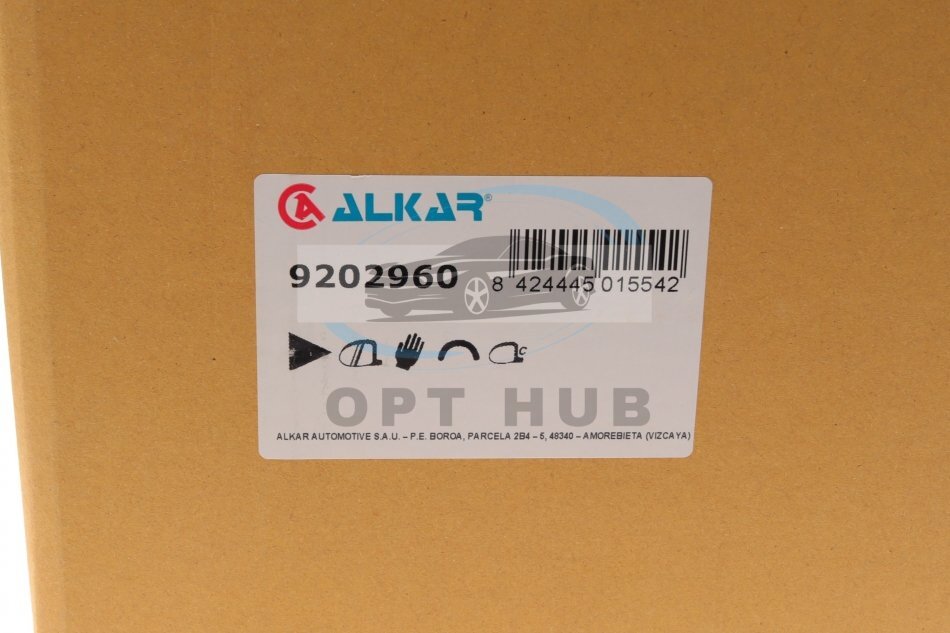 ALKAR®
9202960
8 424445 015542
C
OPT HUB
ALKAR AUTOMOTIVE S.A.U. – P.E. BOROA, PARCELA 2B4 – 5, 48340 – AMOREBIETA (VIZCAYA)